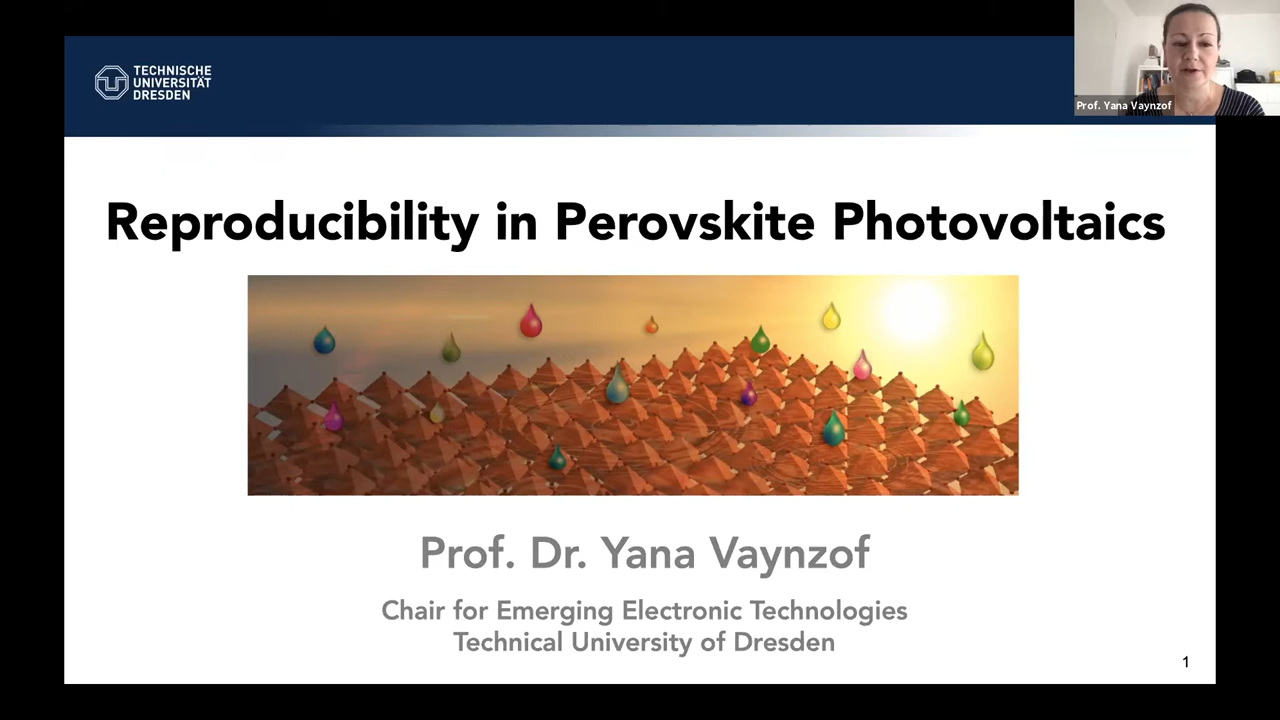 TECHNISCHE
UNIVERSITÄT
DRESDEN
Prof. Yana Vaynzof
Reproducibility in Perovskite Photovoltaics
Prof. Dr. Yana Vaynzof
Chair for Emerging Electronic Technologies
Technical University of Dresden
1